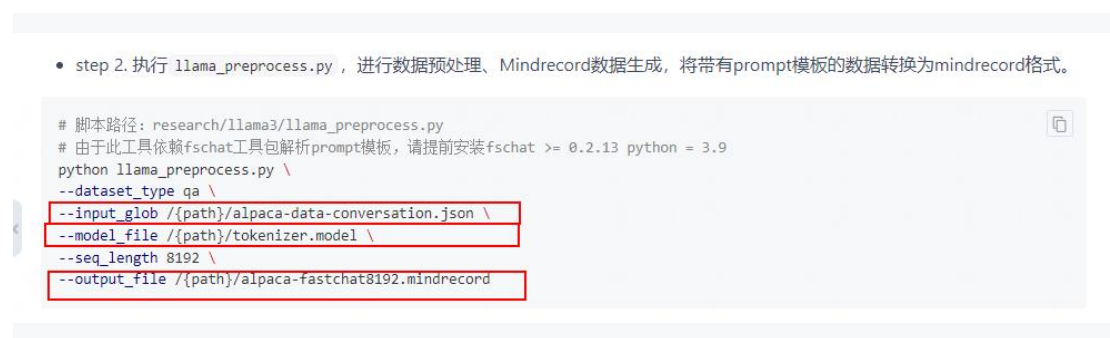 • step 2. 执行 llama_preprocess.py ，进行数据预处理、Mindrecord数据生成，将带有prompt模板的数据转换为mindrecord格式。
# 脚本路径：research/llama3/llama_preprocess.py
# 由于此工具依赖fschat工具包解析prompt模板，请提前安装fschat >= 0.2.13 python = 3.9
python llama_preprocess.py \
--dataset_type qa \
--input_glob /{path}/alpaca-data-conversation.json \
--model_file /{path}/tokenizer.model \
--seq_length 8192 \
--output_file /{path}/alpaca-fastchat8192.mindrecord